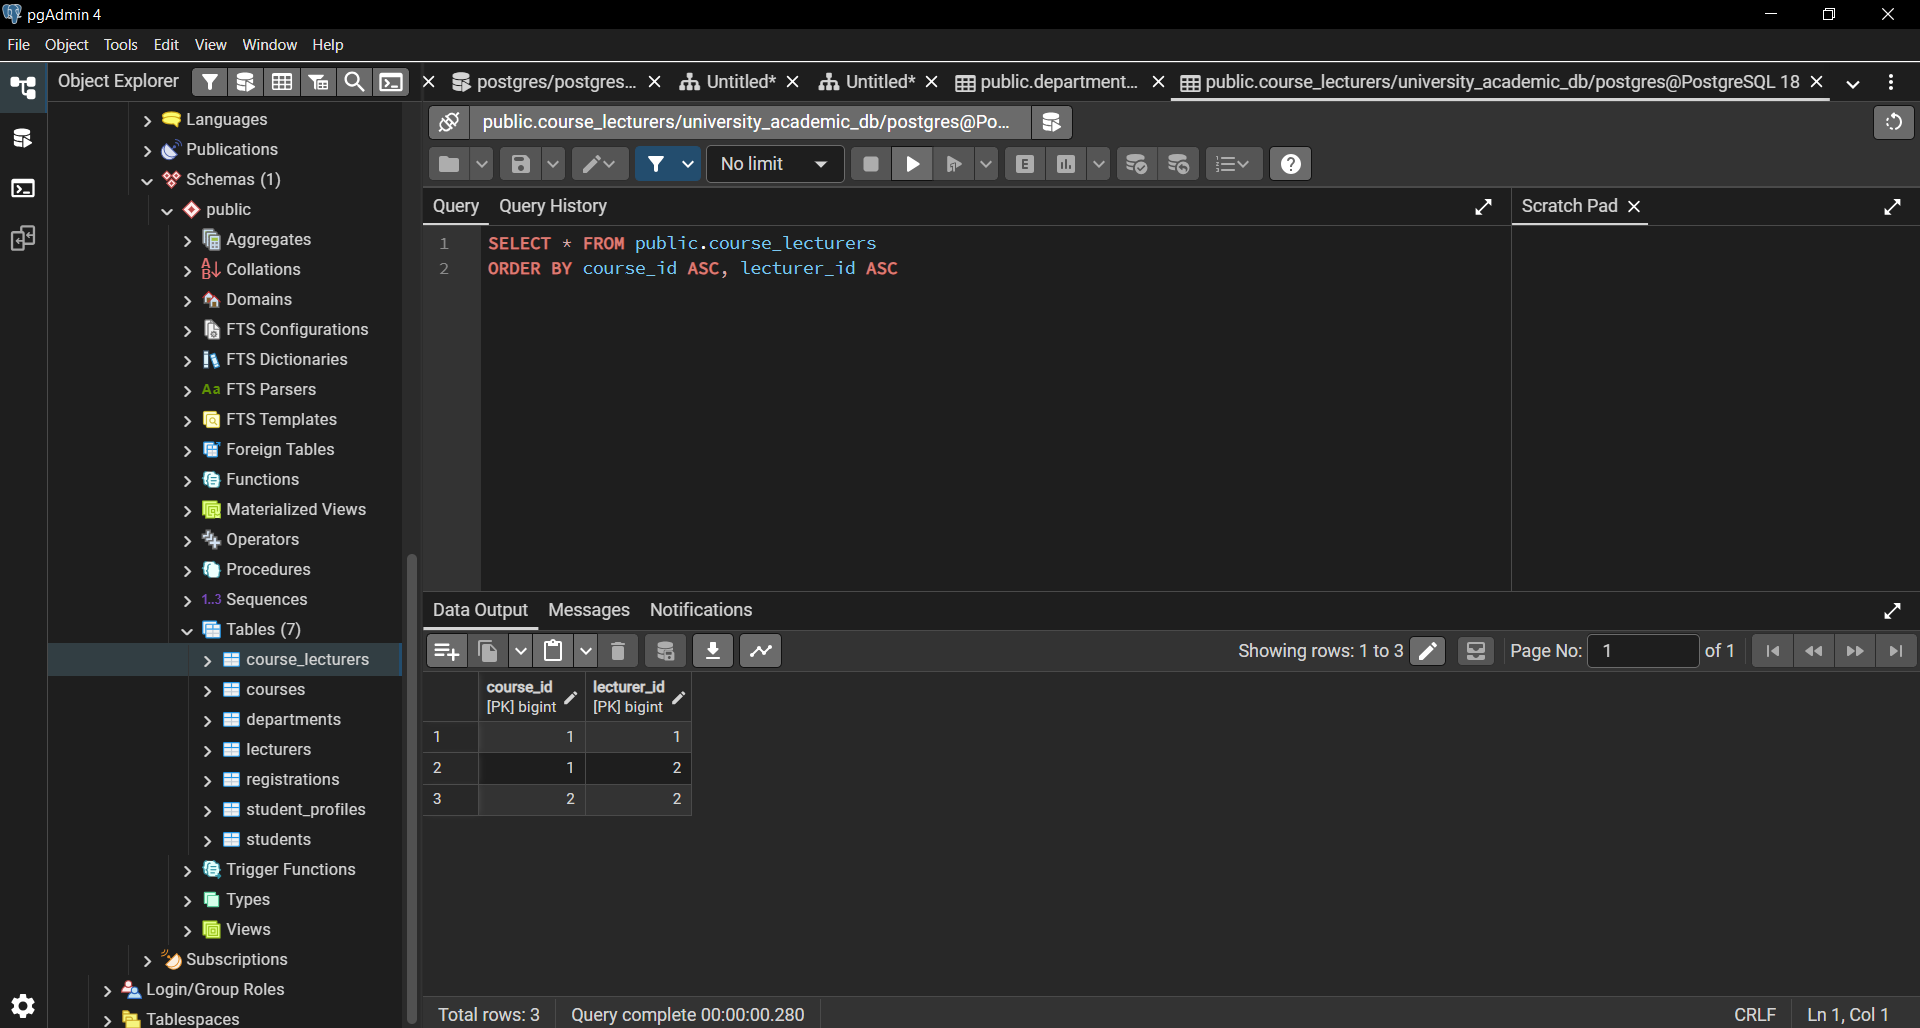 pgAdmin 4
File Object Tools Edit View Window Help
Object Explorer
postgres/postgres... Untitled* Untitled* public.department... public.course_lecturers/university_academic_db/postgres@PostgreSQL 18
public.course_lecturers/university_academic_db/postgres@Po...
No limit
E
Query Query History
Scratch Pad
1 SELECT * FROM public.course_lecturers
2 ORDER BY course_id ASC, lecturer_id ASC
Languages
Publications
Schemas (1)
public
Aggregates
Collations
Domains
FTS Configurations
FTS Dictionaries
Aa FTS Parsers
FTS Templates
Foreign Tables
Functions
Materialized Views
Operators
Procedures
1..3 Sequences
Tables (7)
course_lecturers
courses
departments
lecturers
registrations
student_profiles
students
Trigger Functions
Types
Views
Subscriptions
Login/Group Roles
Tablespaces
Data Output Messages Notifications
Showing rows: 1 to 3 Page No: 1 of 1
course_id lecturer_id
[PK] bigint [PK] bigint
1 1 1
2 1 2
3 2 2
Total rows: 3 Query complete 00:00:00.280 CRLF Ln 1, Col 1